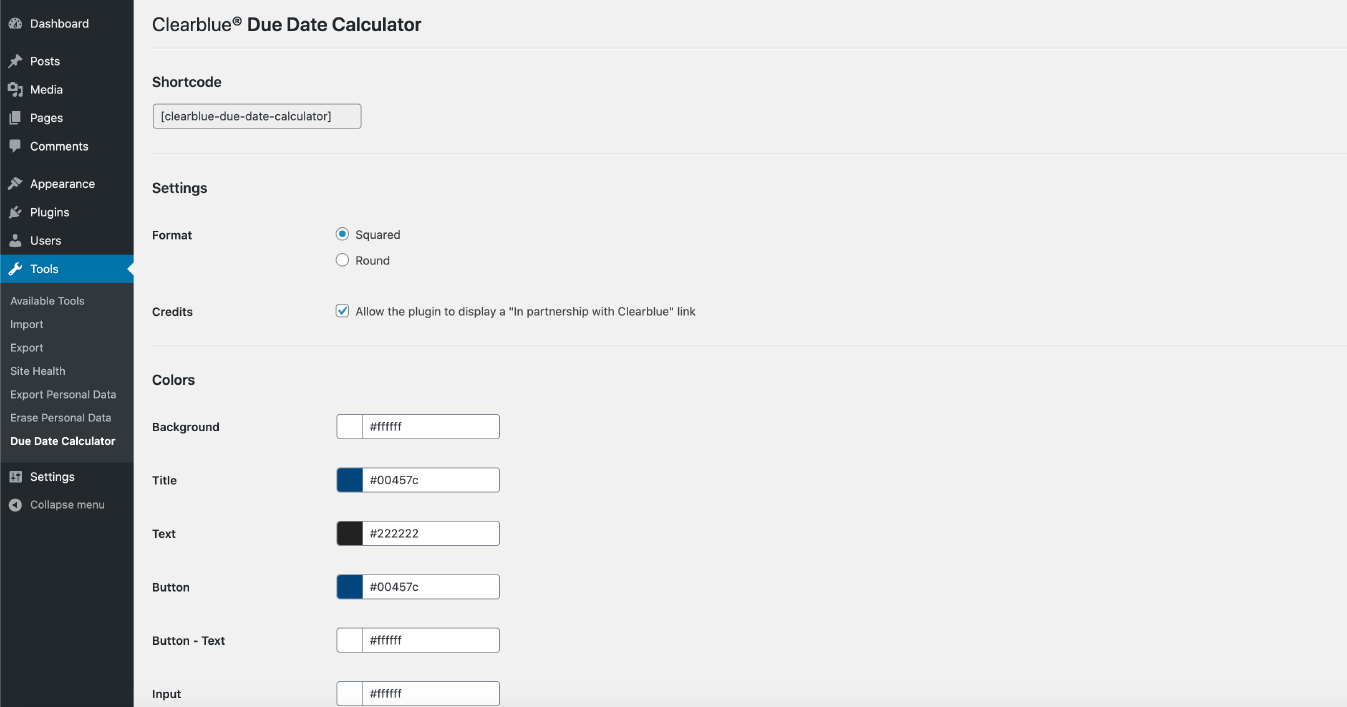 Dashboard
Posts
Media
Pages
Comments
Appearance
Plugins
Users
Tools
Available Tools
Import
Export
Site Health
Export Personal Data
Erase Personal Data
Due Date Calculator
Settings
Collapse menu
Clearblue® Due Date Calculator
Shortcode
[clearblue-due-date-calculator]
Settings
Format
Squared
Round
Credits
Allow the plugin to display a "In partnership with Clearblue" link
Colors
Background
#ffffff
Title
#00457c
Text
#222222
Button
#00457c
Button - Text
#ffffff
Input
#ffffff